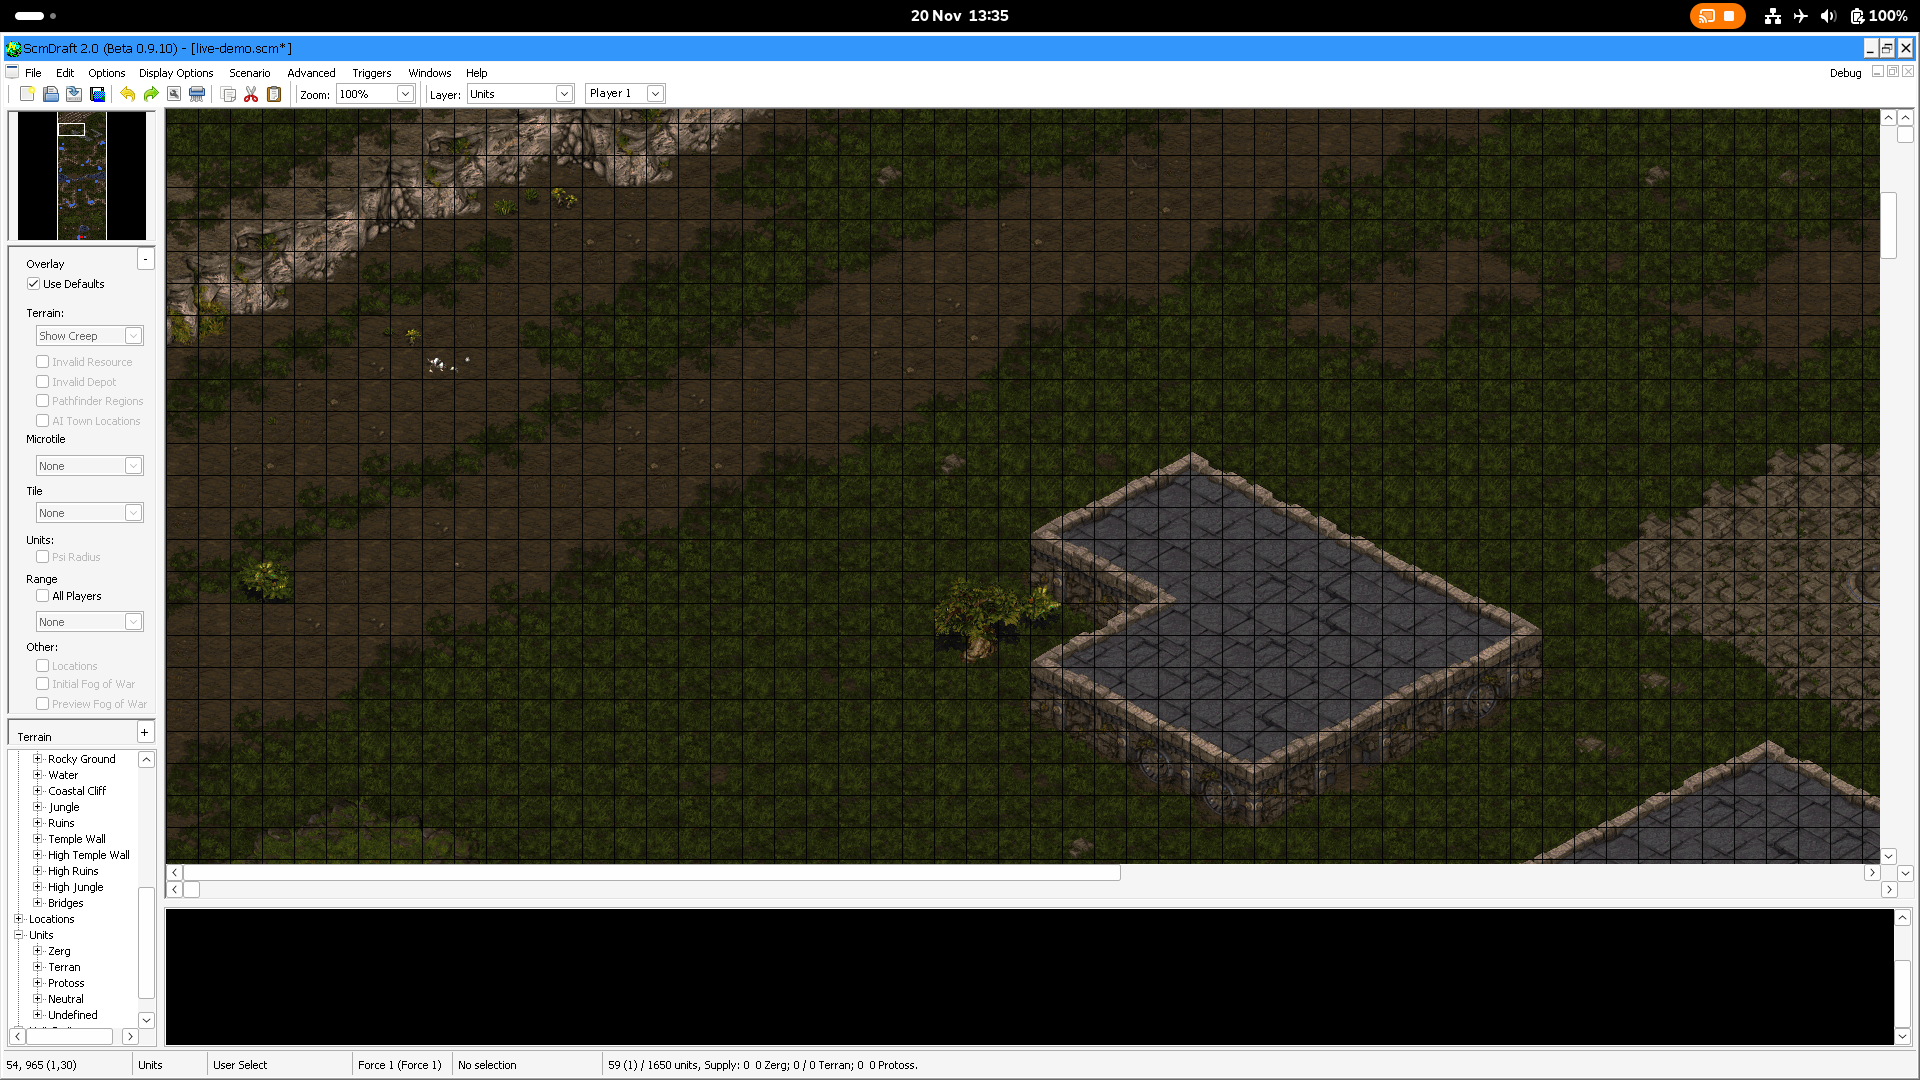 20 Nov 13:35
100%
ScmDraft 2.0 (Beta 0.9.10) - [live-demo.scm*]
File Edit Options Display Options Scenario Advanced Triggers Windows Help Debug
Zoom: 100% Layer: Units Player 1
Overlay
-
Use Defaults
Terrain:
Show Creep
Invalid Resource
Invalid Depot
Pathfinder Regions
AI Town Locations
Microtile
None
Tile
None
Units:
Psi Radius
Range
All Players
None
Other:
Locations
Initial Fog of War
Preview Fog of War
Terrain
+
Rocky Ground
Water
Coastal Cliff
Jungle
Ruins
Temple Wall
High Temple Wall
High Ruins
High Jungle
Bridges
Locations
Units
Zerg
Terran
Protoss
Neutral
Undefined
54, 965 (1,30) Units User Select Force 1 (Force 1) No selection 59 (1) / 1650 units, Supply: 0 0 Zerg; 0 / 0 Terran; 0 0 Protoss.